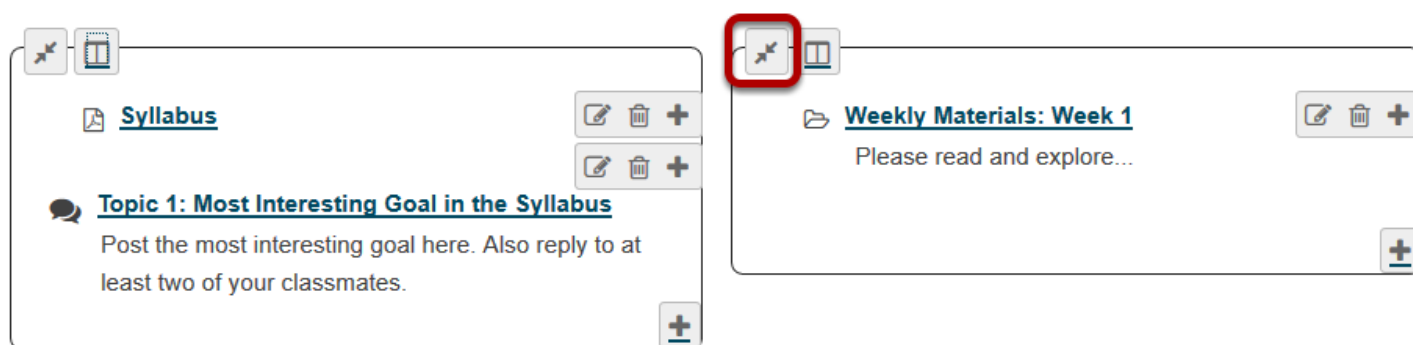 Syllabus
Topic 1: Most Interesting Goal in the Syllabus
Post the most interesting goal here. Also reply to at
least two of your classmates.
Weekly Materials: Week 1
Please read and explore...